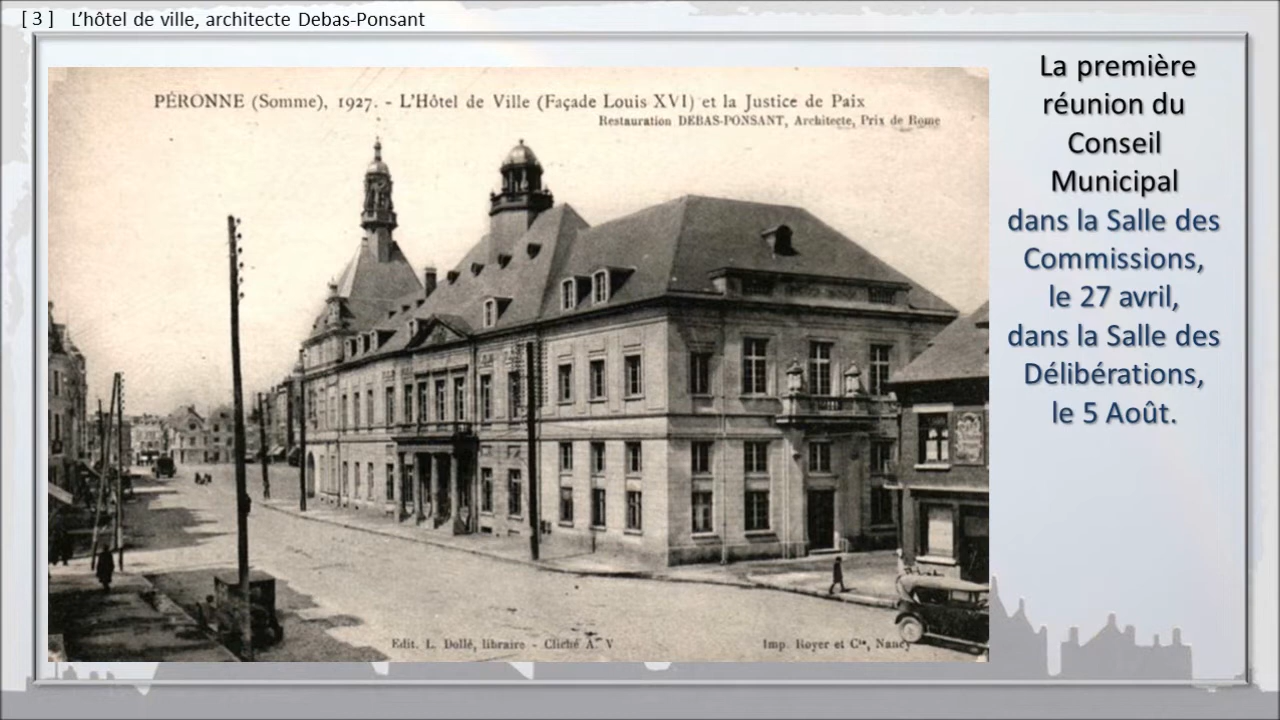 [ 3 ] L’hôtel de ville, architecte Debas-Ponsant
PÉRONNE (Somme), 1927. - L'Hôtel de Ville (Façade Louis XVI) et la Justice de Paix
Restauration DEBAS-PONSANT, Architecte, Prix de Rome
Edit. L. Dollé, libraire - Cliché A. V
Imp. Royer et Cie, Nancy
La première
réunion du
Conseil
Municipal
dans la Salle des
Commissions,
le 27 avril,
dans la Salle des
Délibérations,
le 5 Août.